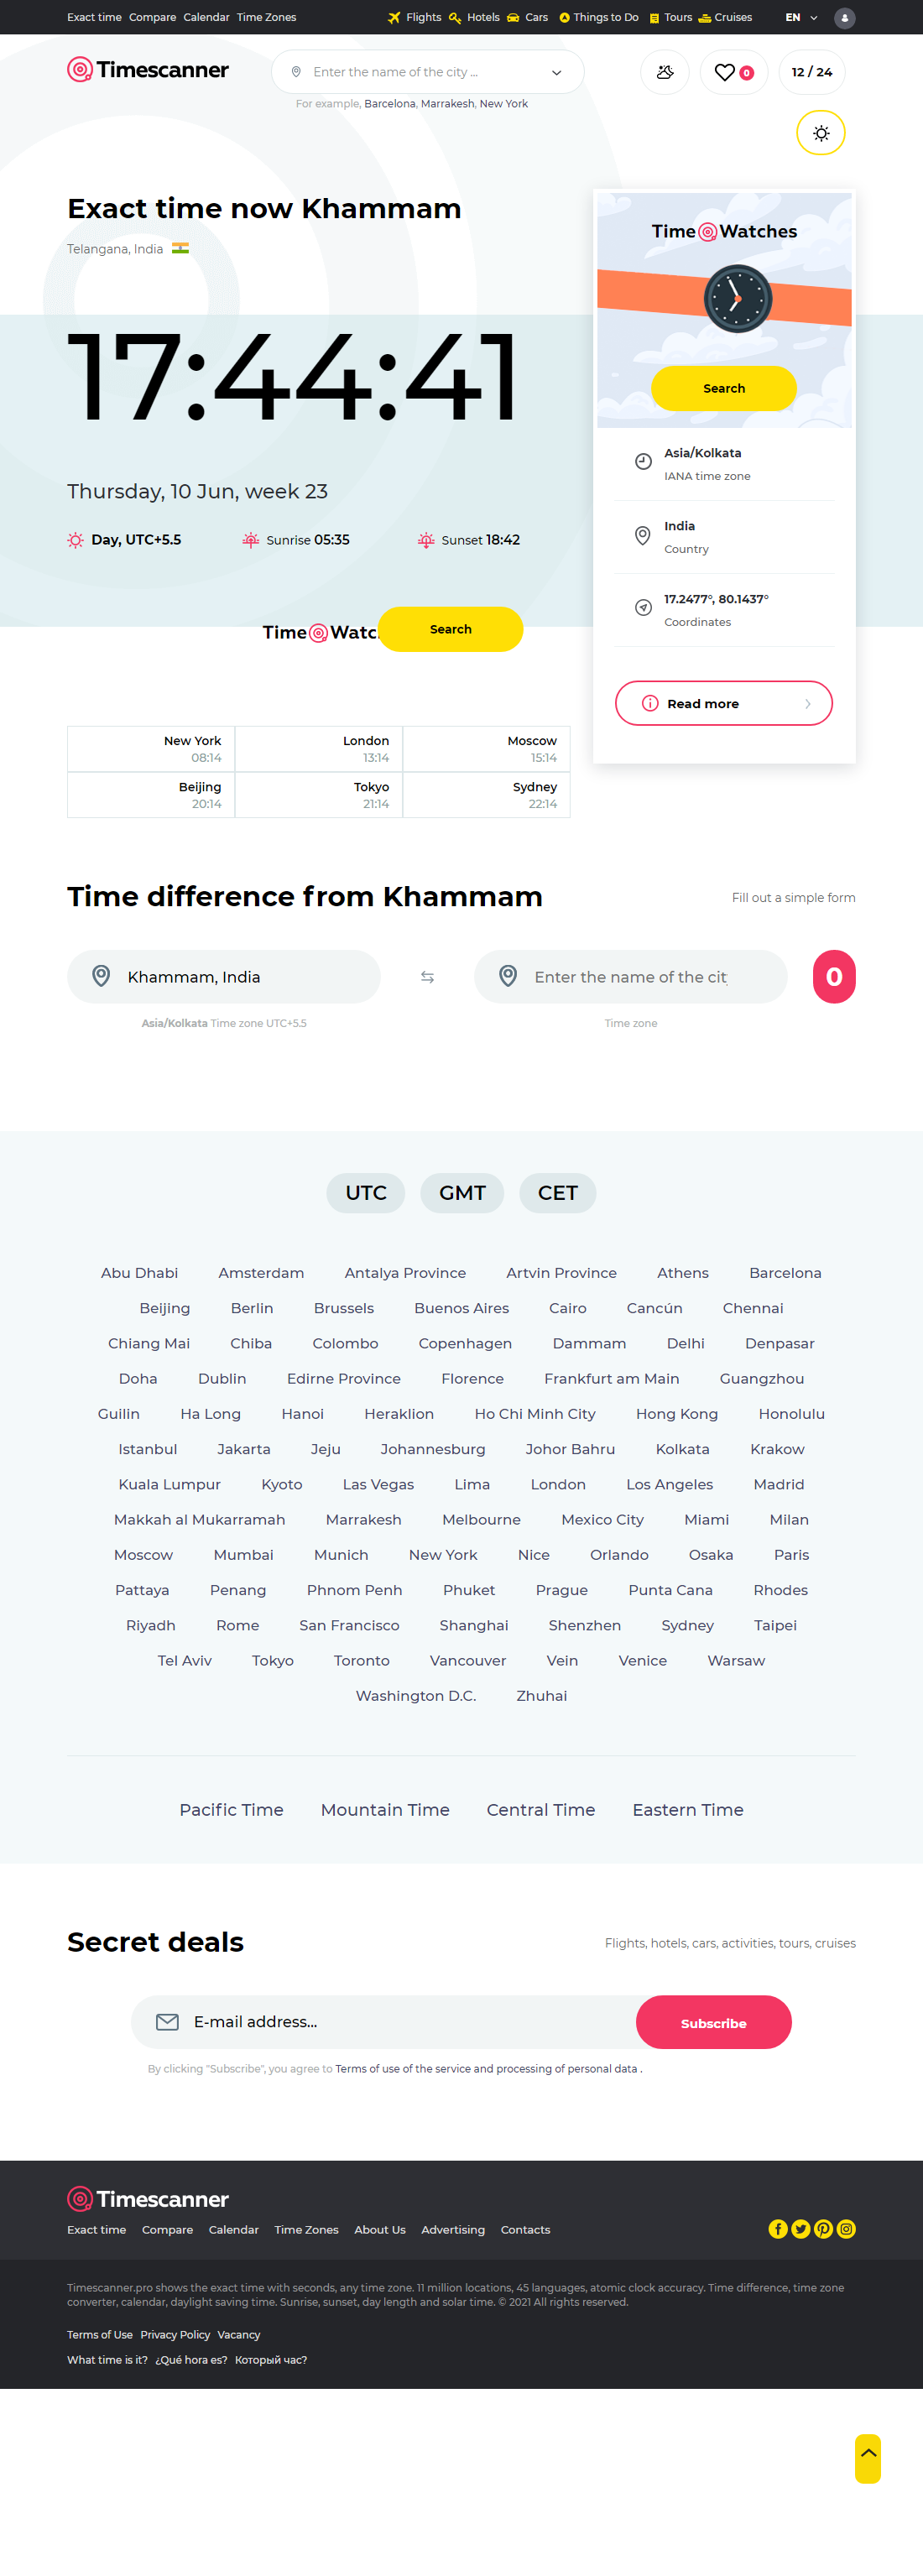 Exact time Compare Calendar Time Zones Flights Hotels Cars Things to Do Tours Cruises EN
Timescanner
Enter the name of the city ...
0
12 / 24
For example, Barcelona, Marrakesh, New York
Exact time now Khammam
Telangana, India
17:44:41
Thursday, 10 Jun, week 23
Day, UTC+5.5 Sunrise 05:35 Sunset 18:42
Time Watc
Search
Time Watches
Search
Asia/Kolkata
IANA time zone
India
Country
17.2477°, 80.1437°
Coordinates
Read more
New York London Moscow
08:14 13:14 15:14
Beijing Tokyo Sydney
20:14 21:14 22:14
Time difference from Khammam
Fill out a simple form
Khammam, India
Enter the name of the city
0
Asia/Kolkata Time zone UTC+5.5
Time zone
UTC GMT CET
Abu Dhabi Amsterdam Antalya Province Artvin Province Athens Barcelona
Beijing Berlin Brussels Buenos Aires Cairo Cancún Chennai
Chiang Mai Chiba Colombo Copenhagen Dammam Delhi Denpasar
Doha Dublin Edirne Province Florence Frankfurt am Main Guangzhou
Guilin Ha Long Hanoi Heraklion Ho Chi Minh City Hong Kong Honolulu
Istanbul Jakarta Jeju Johannesburg Johor Bahru Kolkata Krakow
Kuala Lumpur Kyoto Las Vegas Lima London Los Angeles Madrid
Makkah al Mukarramah Marrakesh Melbourne Mexico City Miami Milan
Moscow Mumbai Munich New York Nice Orlando Osaka Paris
Pattaya Penang Phnom Penh Phuket Prague Punta Cana Rhodes
Riyadh Rome San Francisco Shanghai Shenzhen Sydney Taipei
Tel Aviv Tokyo Toronto Vancouver Vein Venice Warsaw
Washington D.C. Zhuhai
Pacific Time Mountain Time Central Time Eastern Time
Secret deals
Flights, hotels, cars, activities, tours, cruises
E-mail address...
Subscribe
By clicking "Subscribe", you agree to Terms of use of the service and processing of personal data .
Timescanner
Exact time Compare Calendar Time Zones About Us Advertising Contacts
Timescanner.pro shows the exact time with seconds, any time zone. 11 million locations, 45 languages, atomic clock accuracy. Time difference, time zone
converter, calendar, daylight saving time. Sunrise, sunset, day length and solar time. © 2021 All rights reserved.
Terms of Use Privacy Policy Vacancy
What time is it? ¿Qué hora es? Который час?